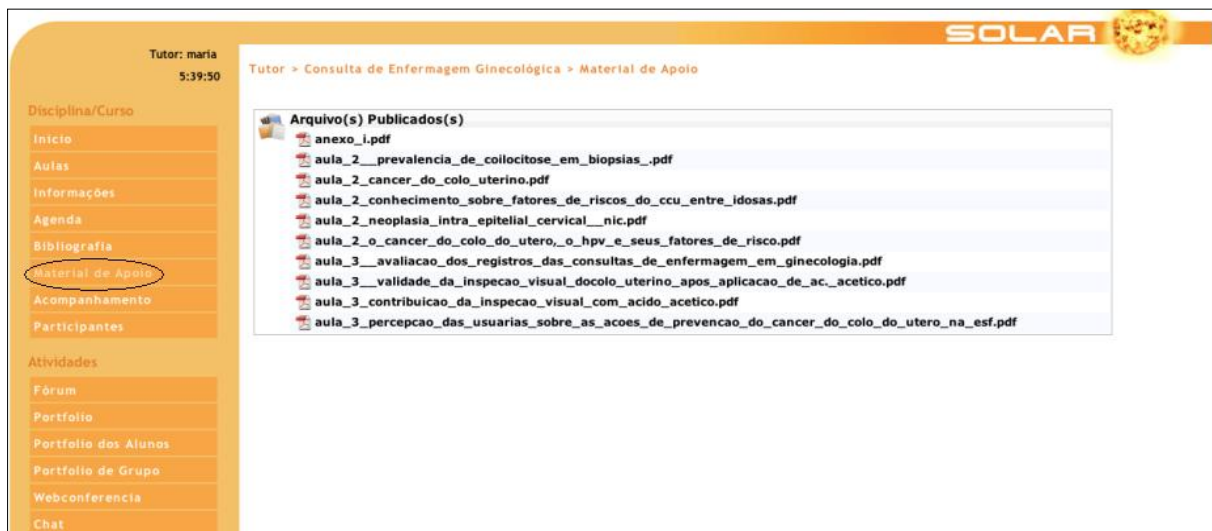 SOLAR
Tutor: maria
5:39:50
Tutor > Consulta de Enfermagem Ginecológica > Material de Apoio
Disciplina/Curso
Início
Aulas
Informações
Agenda
Bibliografia
Material de Apoio
Acompanhamento
Participantes
Atividades
Fórum
Portfolio
Portfolio dos Alunos
Portfolio de Grupo
Webconferencia
Chat
Arquivo(s) Publicados(s)
anexo_i.pdf
aula_2__prevalencia_de_coilocitose_em_biopsias_.pdf
aula_2_cancer_do_colo_uterino.pdf
aula_2_conhecimento_sobre_fatores_de_riscos_do_ccu_entre_idosas.pdf
aula_2_neoplasia_intra_epitelial_cervical__nic.pdf
aula_2_o_cancer_do_colo_do_utero,_o_hpv_e_seus_fatores_de_risco.pdf
aula_3__avaliacao_dos_registros_das_consultas_de_enfermagem_em_ginecologia.pdf
aula_3__validade_da_inspecao_visual_docolo_uterino_apos_aplicacao_de_ac._acetico.pdf
aula_3_contribuicao_da_inspecao_visual_com_acido_acetico.pdf
aula_3_percepcao_das_usuarias_sobre_as_acoes_de_prevencao_do_cancer_do_colo_do_utero_na_esf.pdf